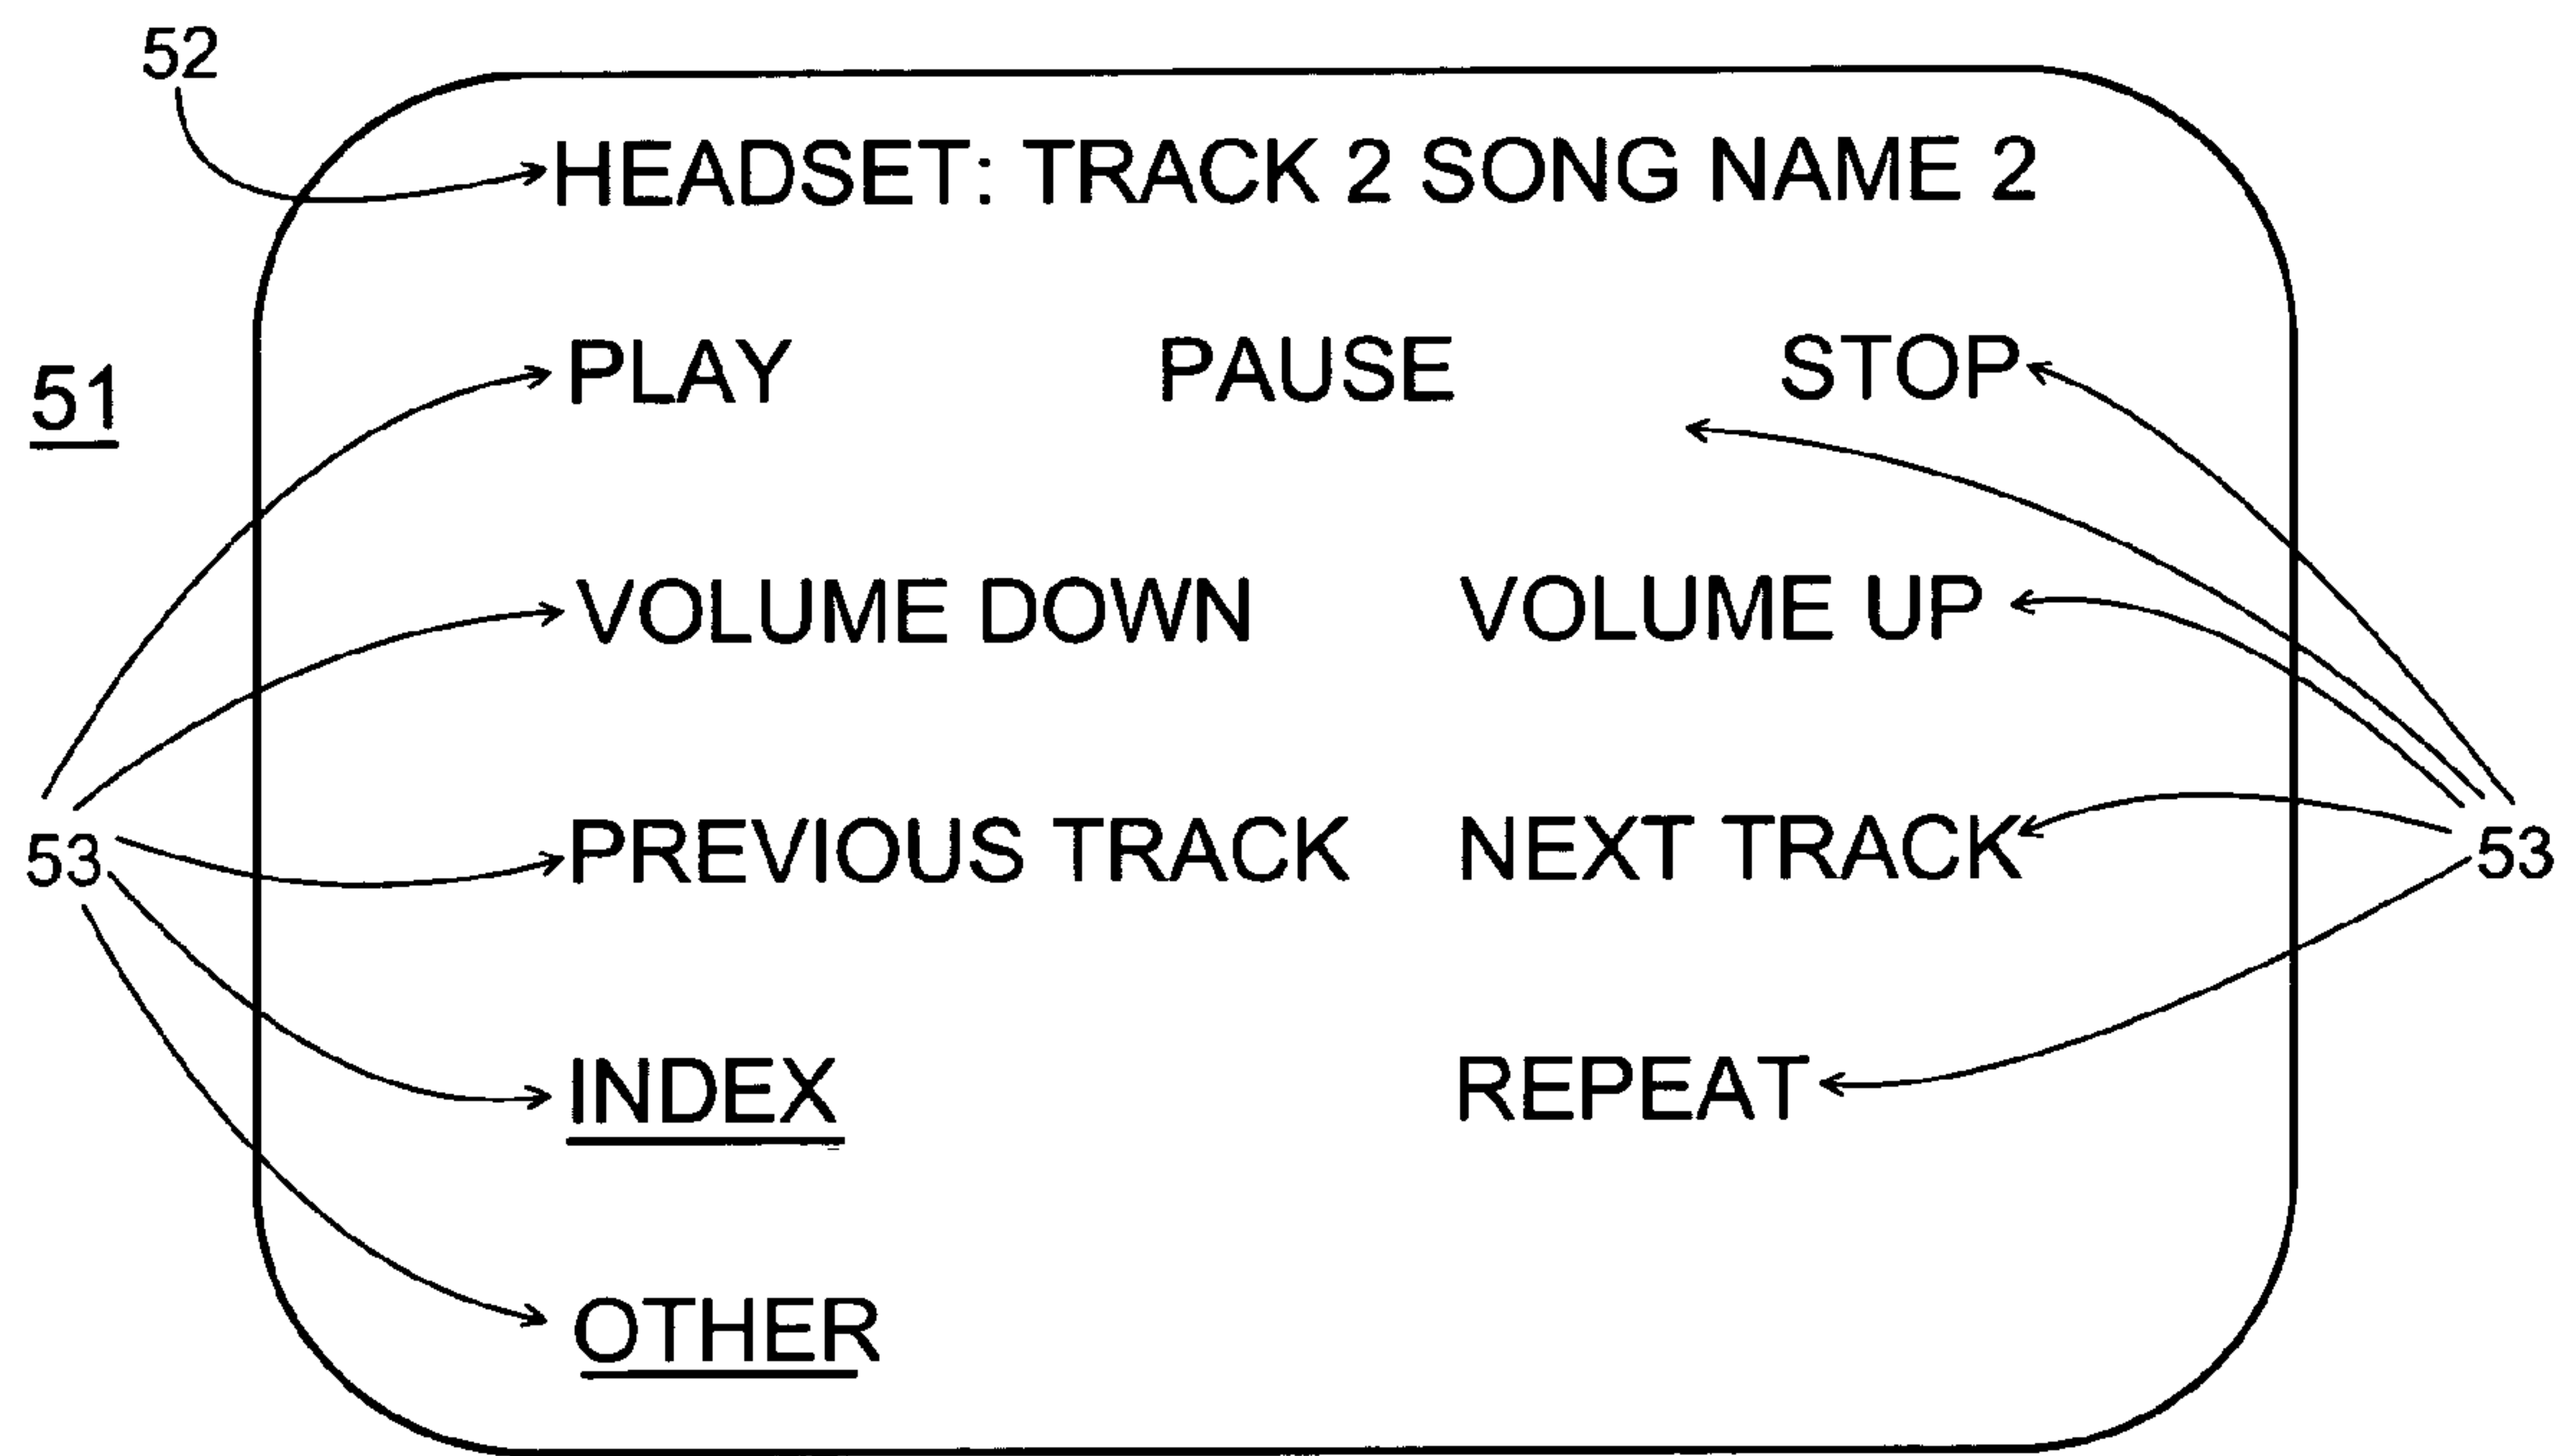 52
HEADSET: TRACK 2 SONG NAME 2
51
PLAY PAUSE STOP
VOLUME DOWN VOLUME UP
53 PREVIOUS TRACK NEXT TRACK 53
INDEX REPEAT
OTHER